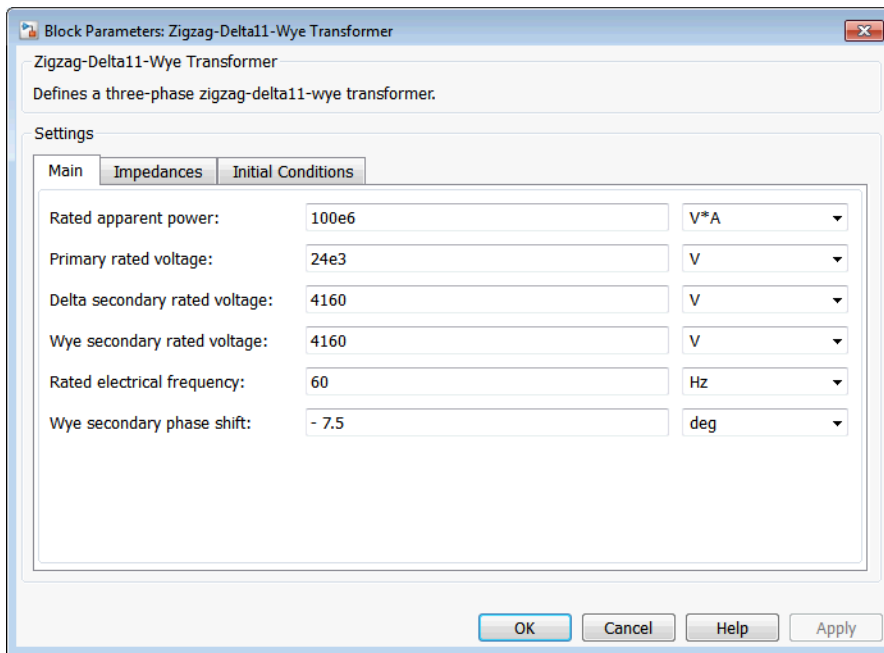 Block Parameters: Zigzag-Delta11-Wye Transformer
Zigzag-Delta11-Wye Transformer
Defines a three-phase zigzag-delta11-wye transformer.
Settings
Main Impedances Initial Conditions
Rated apparent power: 100e6 V*A
Primary rated voltage: 24e3 V
Delta secondary rated voltage: 4160 V
Wye secondary rated voltage: 4160 V
Rated electrical frequency: 60 Hz
Wye secondary phase shift: - 7.5 deg
OK Cancel Help Apply